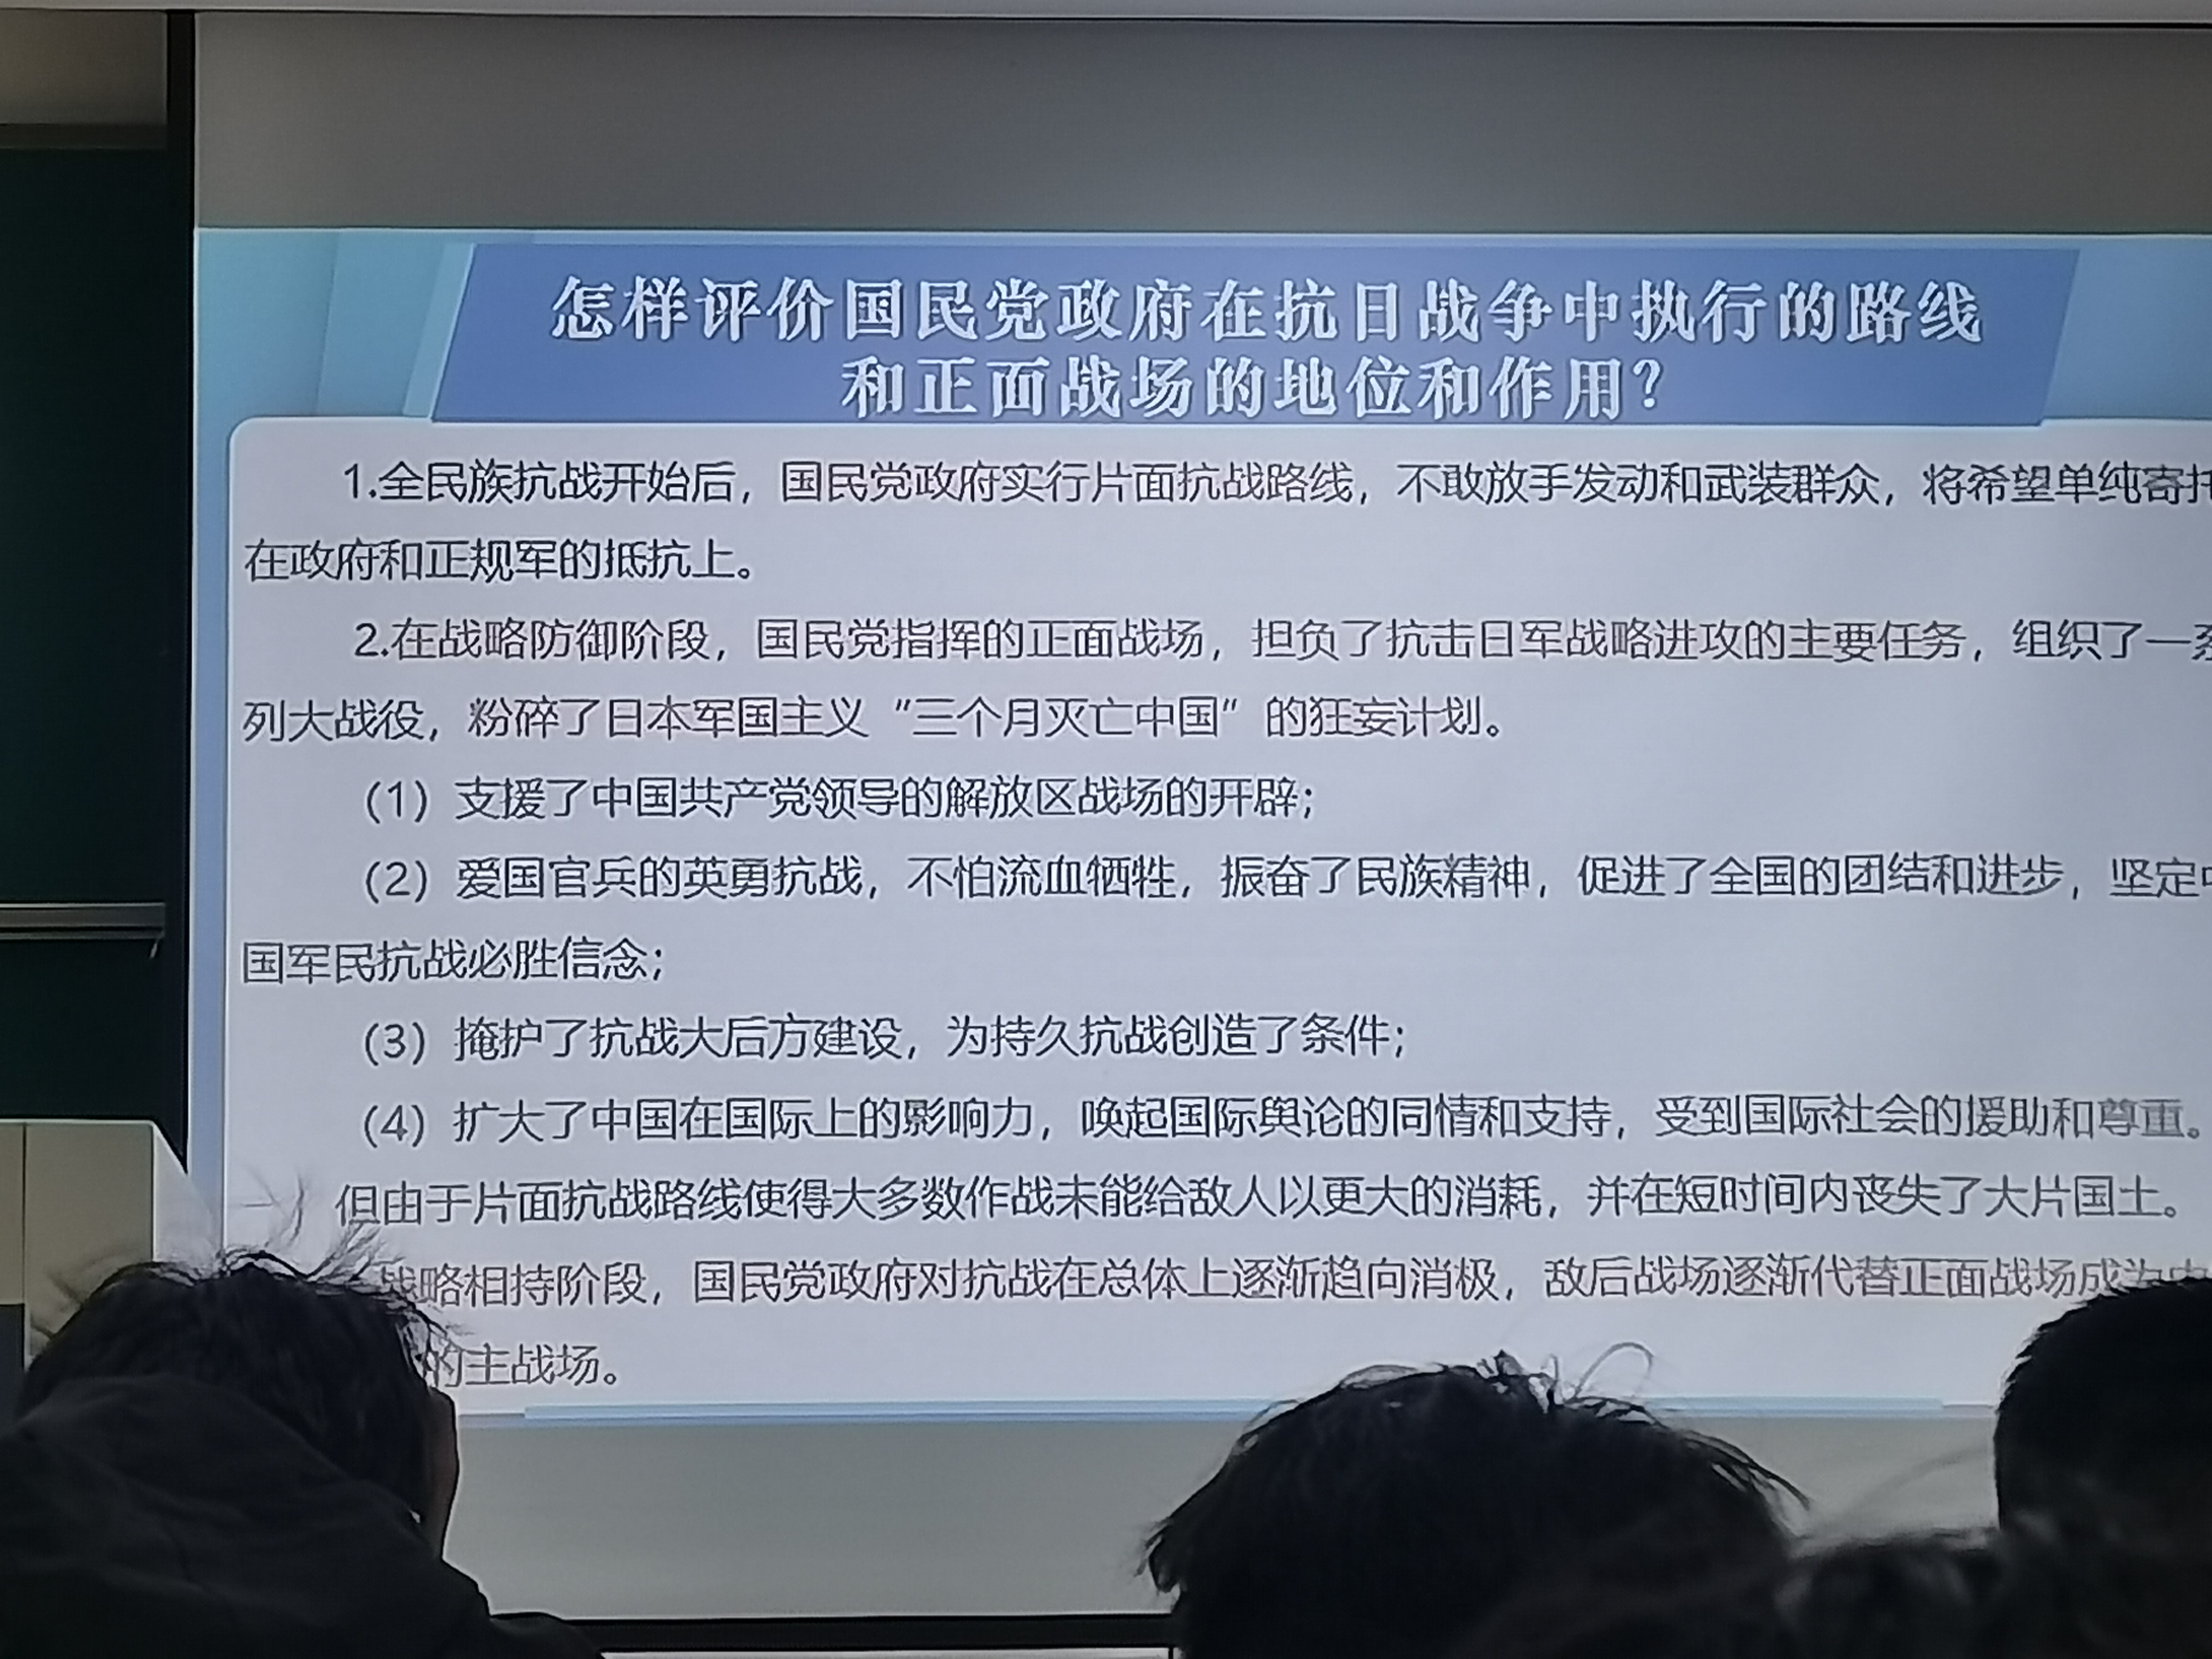 怎样评价国民党政府在抗日战争中执行的路线
和正面战场的地位和作用？
1.全民族抗战开始后，国民党政府实行片面抗战路线，不敢放手发动和武装群众，将希望单纯寄托
在政府和正规军的抵抗上。
2.在战略防御阶段，国民党指挥的正面战场，担负了抗击日军战略进攻的主要任务，组织了一系
列大战役，粉碎了日本军国主义“三个月灭亡中国”的狂妄计划。
（1）支援了中国共产党领导的解放区战场的开辟；
（2）爱国官兵的英勇抗战，不怕流血牺牲，振奋了民族精神，促进了全国的团结和进步，坚定中
国军民抗战必胜信念；
（3）掩护了抗战大后方建设，为持久抗战创造了条件；
（4）扩大了中国在国际上的影响力，唤起国际舆论的同情和支持，受到国际社会的援助和尊重。
但由于片面抗战路线使得大多数作战未能给敌人以更大的消耗，并在短时间内丧失了大片国土。
战略相持阶段，国民党政府对抗战在总体上逐渐趋向消极，敌后战场逐渐代替正面战场成为
的主战场。